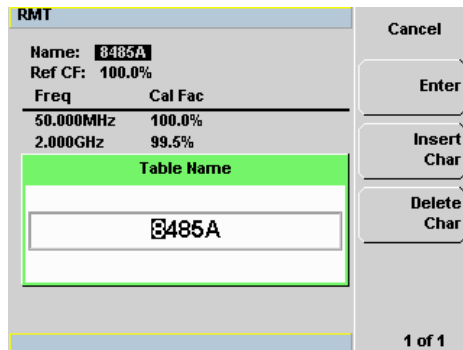 RMT
Name: 8485A
Ref CF: 100.0%
Freq Cal Fac
50.000MHz 100.0%
2.000GHz 99.5%
Table Name
8485A
Cancel
Enter
Insert
Char
Delete
Char
1 of 1